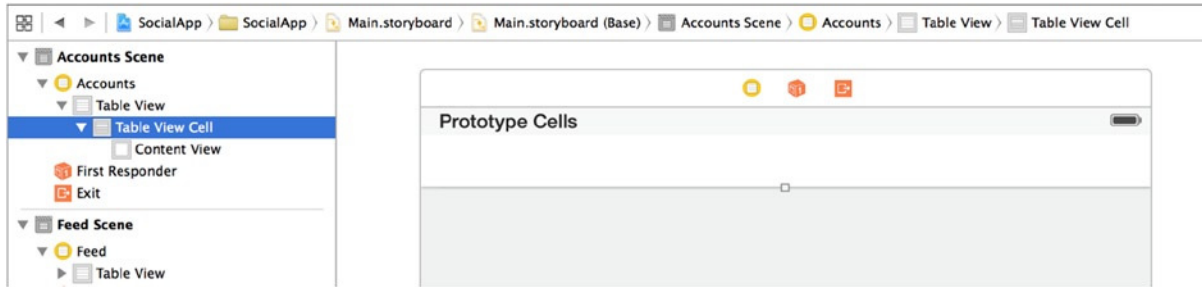 SocialApp SocialApp Main.storyboard Main.storyboard (Base) Accounts Scene Accounts Table View Table View Cell
Accounts Scene
Accounts
Table View
Table View Cell
Content View
First Responder
Exit
Feed Scene
Feed
Table View
Prototype Cells